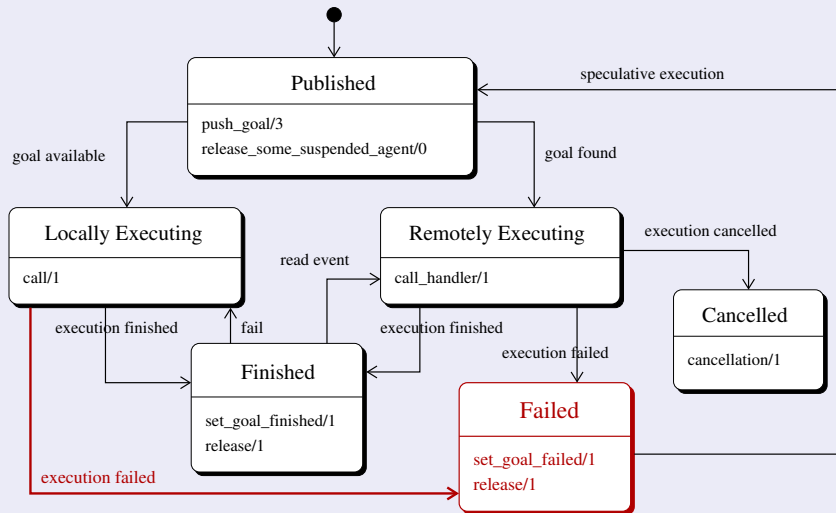 Published
speculative execution
push_goal/3
release_some_suspended_agent/0
goal available
goal found
Locally Executing
call/1
Remotely Executing
call_handler/1
execution cancelled
read event
Cancelled
cancellation/1
execution finished
fail
execution finished
execution failed
Finished
set_goal_finished/1
release/1
Failed
set_goal_failed/1
release/1
execution failed